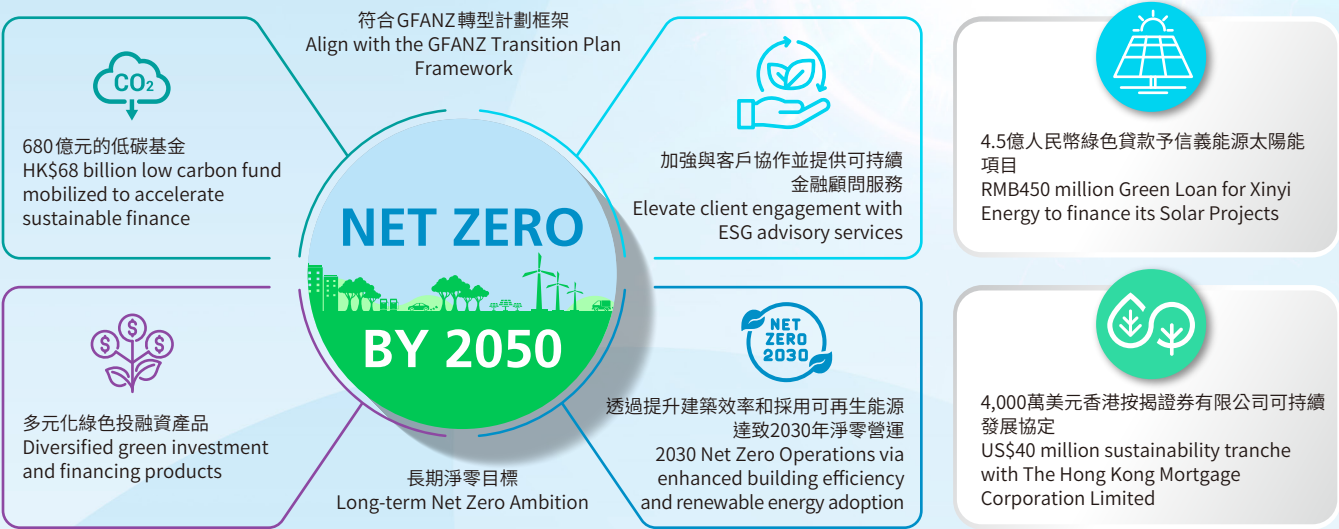 符合GFANZ轉型計劃框架
Align with the GFANZ Transition Plan
Framework
CO₂
680億元的低碳基金
HK$68 billion low carbon fund
mobilized to accelerate
sustainable finance
加強與客戶協作並提供可持續
金融顧問服務
Elevate client engagement with
ESG advisory services
NET ZERO
BY 2050
$ $ $
多元化綠色投融資產品
Diversified green investment
and financing products
NET
ZERO
2030
透過提升建築效率和採用可再生能源
達致2030年淨零營運
2030 Net Zero Operations via
enhanced building efficiency
and renewable energy adoption
長期淨零目標
Long-term Net Zero Ambition
4.5億人民幣綠色貸款予信義能源太陽能
項目
RMB450 million Green Loan for Xinyi
Energy to finance its Solar Projects
4,000萬美元香港按揭證券有限公司可持續
發展協定
US$40 million sustainability tranche
with The Hong Kong Mortgage
Corporation Limited